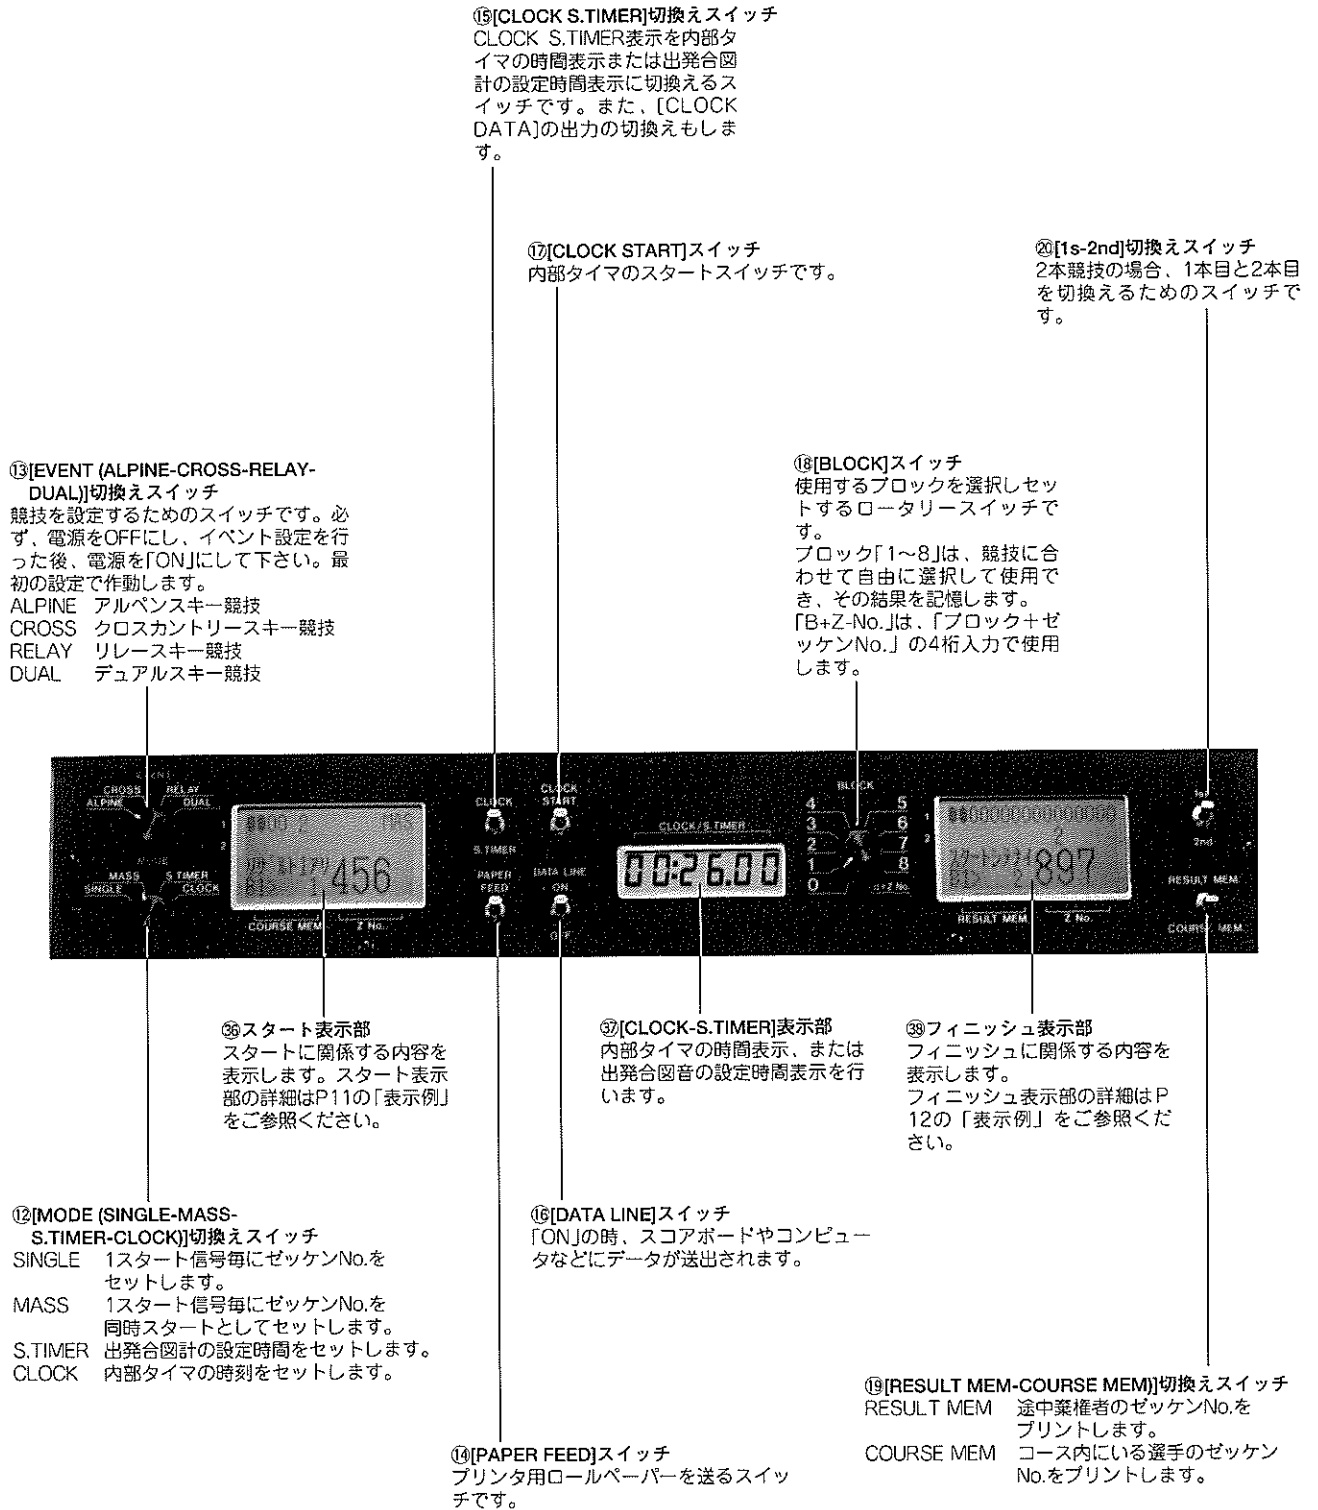 ⑮[CLOCK S.TIMER]切換えスイッチ
CLOCK S.TIMER表示を内部タ
イマの時間表示または出発合図
計の設定時間表示に切換えるス
イッチです。また、[CLOCK
DATA]の出力の切換えもしま
す。
⑰[CLOCK START]スイッチ
内部タイマのスタートスイッチです。
⑳[1s-2nd]切換えスイッチ
2本競技の場合、1本目と2本目
を切換えるためのスイッチで
す。
⑬[EVENT (ALPINE-CROSS-RELAY-
DUAL)]切換えスイッチ
競技を設定するためのスイッチです。必
ず、電源をOFFにし、イベント設定を行
った後、電源を「ON」にして下さい。最
初の設定で作動します。
ALPINE アルペンスキー競技
CROSS クロスカントリースキー競技
RELAY リレースキー競技
DUAL デュアルスキー競技
⑱[BLOCK]スイッチ
使用するブロックを選択しセッ
トするロータリースイッチで
す。
ブロック「1〜8」は、競技に合
わせて自由に選択して使用で
き、その結果を記憶します。
「B+Z-No.」は、「ブロック＋ゼ
ッケンNo.」の4桁入力で使用
します。
EVENT
CROSS RELAY
ALPINE DUAL
MODE
MASS S.TIMER
SINGLE CLOCK
1
2
456
COURSE MEM. Z No.
CLOCK
S.TIMER
PAPER
FEED
CLOCK
START
DATA LINE
ON
OFF
CLOCK/S.TIMER
00:26.00
BLOCK
4 5
3 6
2 7
1 8
0 B+Z No.
1
2
897
RESULT MEM. Z No.
1st
2nd
RESULT MEM.
COURSE MEM.
㊱スタート表示部
スタートに関係する内容を
表示します。スタート表示
部の詳細はP11の「表示例」
をご参照ください。
㊲[CLOCK-S.TIMER]表示部
内部タイマの時間表示、または
出発合図音の設定時間表示を行
います。
㊴フィニッシュ表示部
フィニッシュに関係する内容を
表示します。
フィニッシュ表示部の詳細はP
12の「表示例」をご参照くだ
さい。
⑫[MODE (SINGLE-MASS-
S.TIMER-CLOCK)]切換えスイッチ
SINGLE 1スタート信号毎にゼッケンNo.を
セットします。
MASS 1スタート信号毎にゼッケンNo.を
同時スタートとしてセットします。
S.TIMER 出発合図計の設定時間をセットします。
CLOCK 内部タイマの時刻をセットします。
⑯[DATA LINE]スイッチ
「ON」の時、スコアボードやコンピュー
タなどにデータが送出されます。
⑲[RESULT MEM-COURSE MEM)]切換えスイッチ
RESULT MEM 途中棄権者のゼッケンNo.を
プリントします。
COURSE MEM コース内にいる選手のゼッケン
No.をプリントします。
⑭[PAPER FEED]スイッチ
プリンタ用ロールペーパーを送るスイッ
チです。